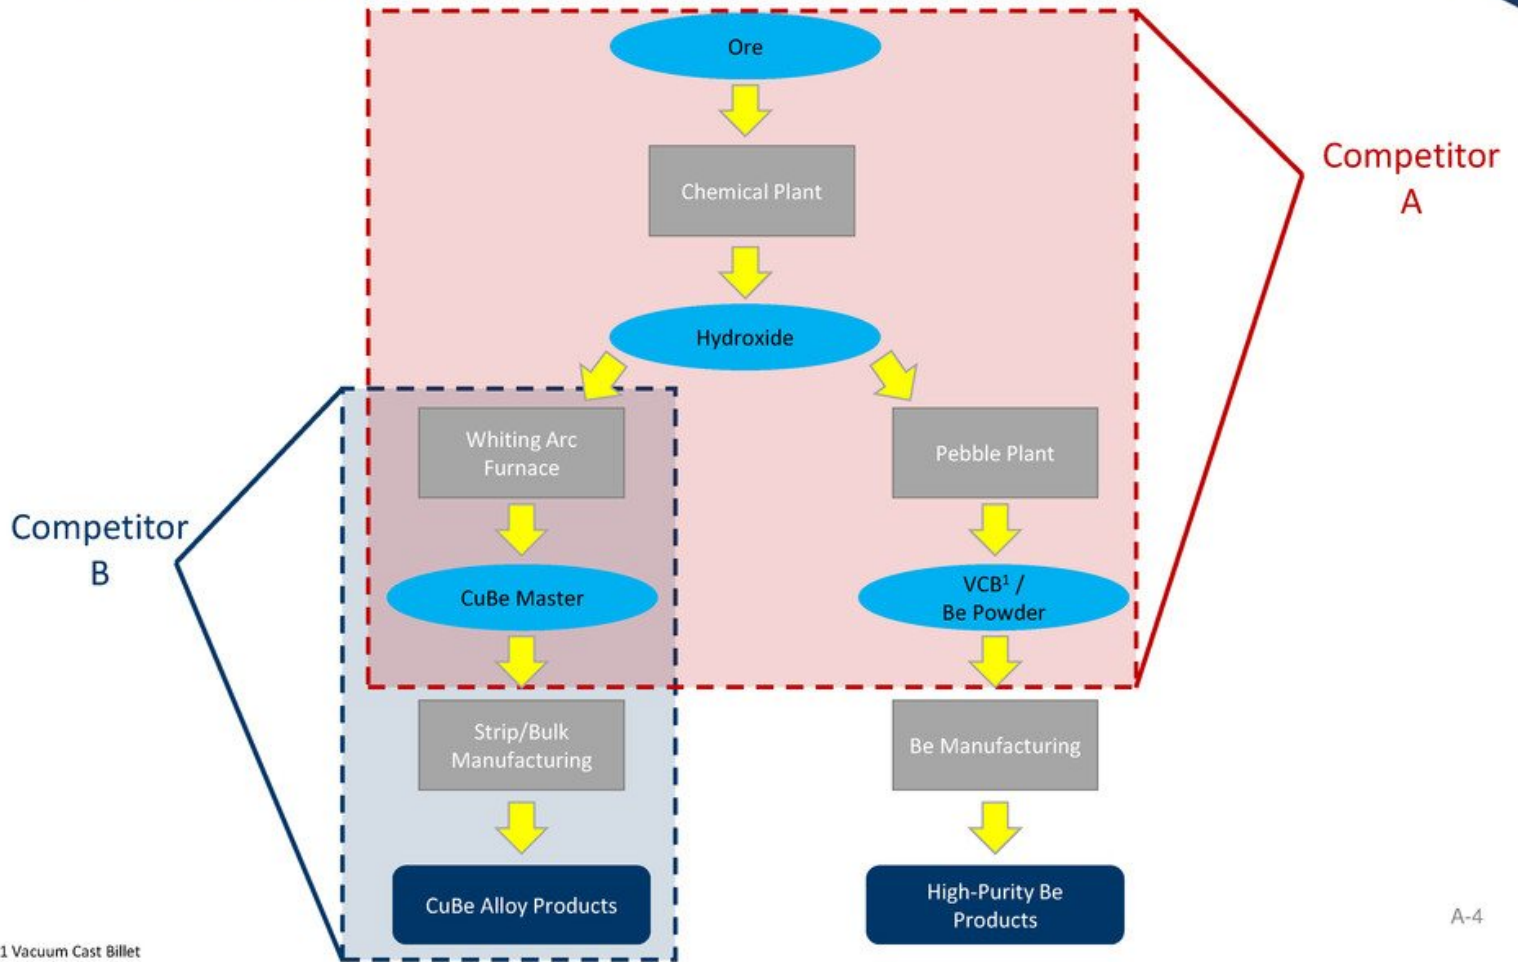 Ore
Competitor
A
Chemical Plant
Hydroxide
Whiting Arc
Furnace
Pebble Plant
Competitor
B
CuBe Master
VCB¹ /
Be Powder
Strip/Bulk
Manufacturing
Be Manufacturing
CuBe Alloy Products
High-Purity Be
Products
A-4
1 Vacuum Cast Billet